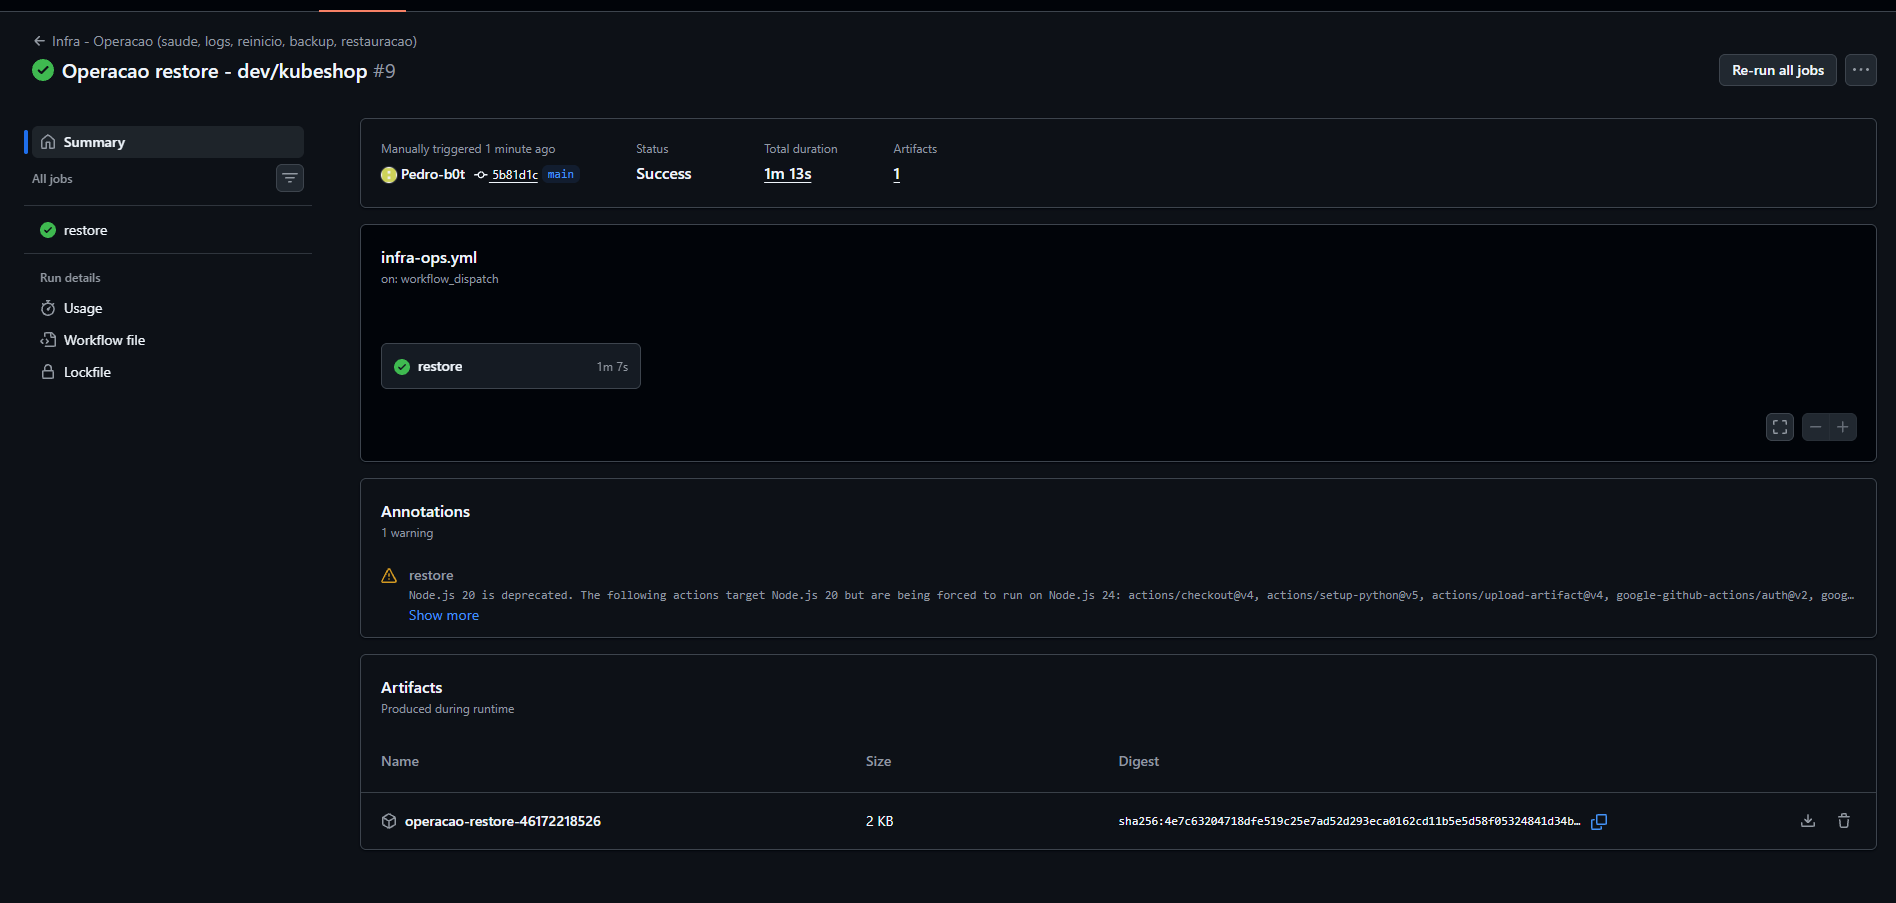 Infra - Operacao (saude, logs, reinicio, backup, restauracao)
Operacao restore - dev/kubeshop #9
Re-run all jobs
Summary
All jobs
restore
Run details
Usage
Workflow file
Lockfile
Manually triggered 1 minute ago
Pedro-b0t 5b81d1c main
Status
Success
Total duration
1m 13s
Artifacts
1
infra-ops.yml
on: workflow_dispatch
restore 1m 7s
Annotations
1 warning
restore
Node.js 20 is deprecated. The following actions target Node.js 20 but are being forced to run on Node.js 24: actions/checkout@v4, actions/setup-python@v5, actions/upload-artifact@v4, google-github-actions/auth@v2, goog…
Show more
Artifacts
Produced during runtime
Name Size Digest
operacao-restore-46172218526 2 KB sha256:4e7c63204718dfe519c25e7ad52d293eca0162cd11b5e5d58f05324841d34b…